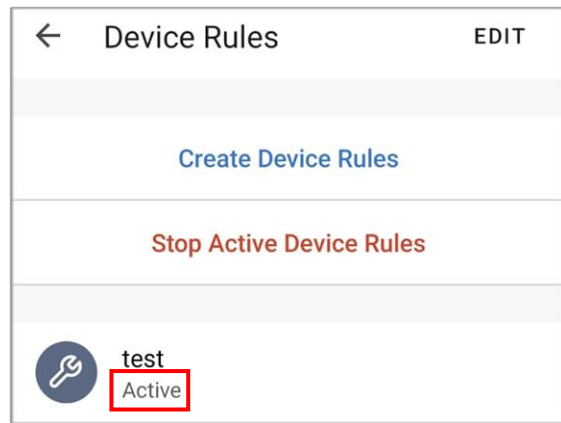 Device Rules EDIT
Create Device Rules
Stop Active Device Rules
test
Active